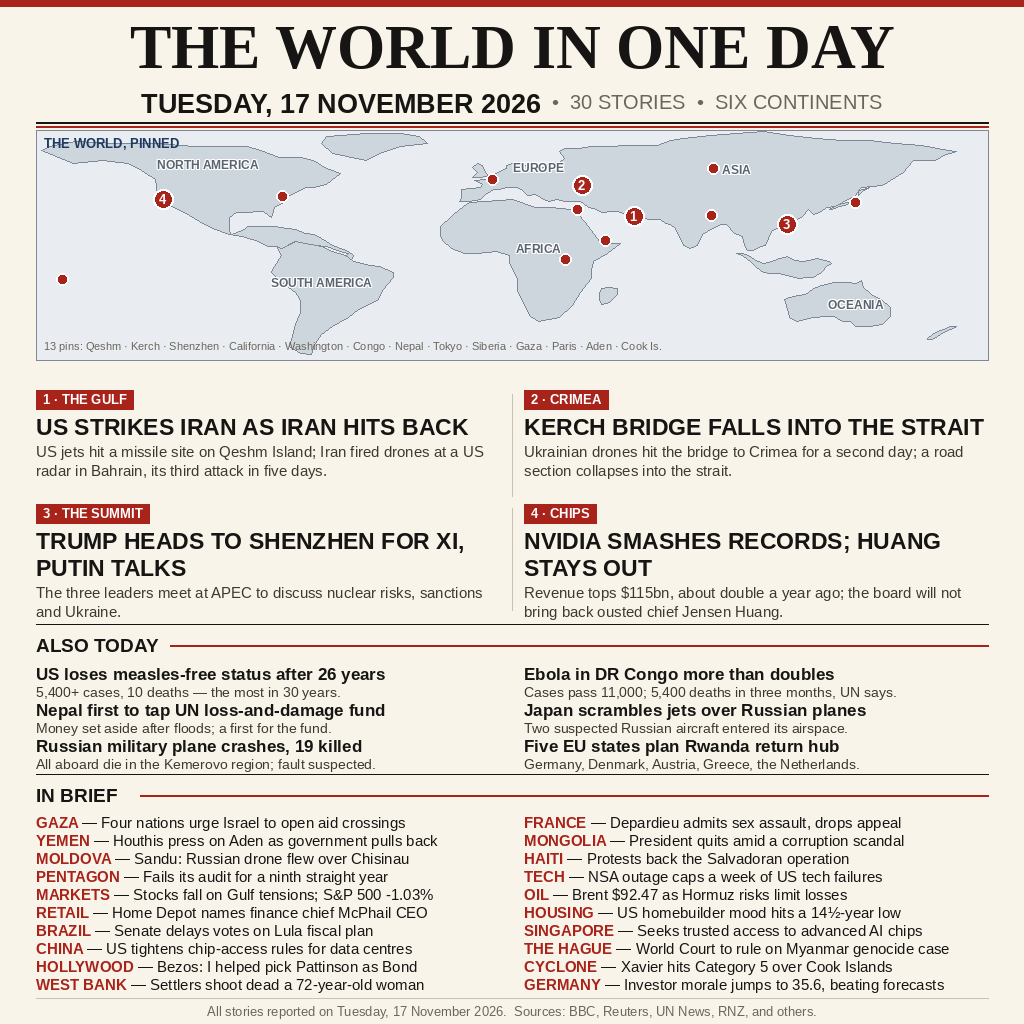 THE WORLD IN ONE DAY
TUESDAY, 17 NOVEMBER 2026 • 30 STORIES • SIX CONTINENTS
THE WORLD, PINNED
NORTH AMERICA
EUROPE
ASIA
2
4
1
3
AFRICA
SOUTH AMERICA
OCEANIA
13 pins: Qeshm · Kerch · Shenzhen · California · Washington · Congo · Nepal · Tokyo · Siberia · Gaza · Paris · Aden · Cook Is.
1 · THE GULF
US STRIKES IRAN AS IRAN HITS BACK
US jets hit a missile site on Qeshm Island; Iran fired drones at a US
radar in Bahrain, its third attack in five days.
2 · CRIMEA
KERCH BRIDGE FALLS INTO THE STRAIT
Ukrainian drones hit the bridge to Crimea for a second day; a road
section collapses into the strait.
3 · THE SUMMIT
TRUMP HEADS TO SHENZHEN FOR XI,
PUTIN TALKS
The three leaders meet at APEC to discuss nuclear risks, sanctions
and Ukraine.
4 · CHIPS
NVIDIA SMASHES RECORDS; HUANG
STAYS OUT
Revenue tops $115bn, about double a year ago; the board will not
bring back ousted chief Jensen Huang.
ALSO TODAY
US loses measles-free status after 26 years
5,400+ cases, 10 deaths — the most in 30 years.
Nepal first to tap UN loss-and-damage fund
Money set aside after floods; a first for the fund.
Russian military plane crashes, 19 killed
All aboard die in the Kemerovo region; fault suspected.
Ebola in DR Congo more than doubles
Cases pass 11,000; 5,400 deaths in three months, UN says.
Japan scrambles jets over Russian planes
Two suspected Russian aircraft entered its airspace.
Five EU states plan Rwanda return hub
Germany, Denmark, Austria, Greece, the Netherlands.
IN BRIEF
GAZA — Four nations urge Israel to open aid crossings
YEMEN — Houthis press on Aden as government pulls back
MOLDOVA — Sandu: Russian drone flew over Chisinau
PENTAGON — Fails its audit for a ninth straight year
MARKETS — Stocks fall on Gulf tensions; S&P 500 -1.03%
RETAIL — Home Depot names finance chief McPhail CEO
BRAZIL — Senate delays votes on Lula fiscal plan
CHINA — US tightens chip-access rules for data centres
HOLLYWOOD — Bezos: I helped pick Pattinson as Bond
WEST BANK — Settlers shoot dead a 72-year-old woman
FRANCE — Depardieu admits sex assault, drops appeal
MONGOLIA — President quits amid a corruption scandal
HAITI — Protests back the Salvadoran operation
TECH — NSA outage caps a week of US tech failures
OIL — Brent $92.47 as Hormuz risks limit losses
HOUSING — US homebuilder mood hits a 14½-year low
SINGAPORE — Seeks trusted access to advanced AI chips
THE HAGUE — World Court to rule on Myanmar genocide case
CYCLONE — Xavier hits Category 5 over Cook Islands
GERMANY — Investor morale jumps to 35.6, beating forecasts
All stories reported on Tuesday, 17 November 2026. Sources: BBC, Reuters, UN News, RNZ, and others.